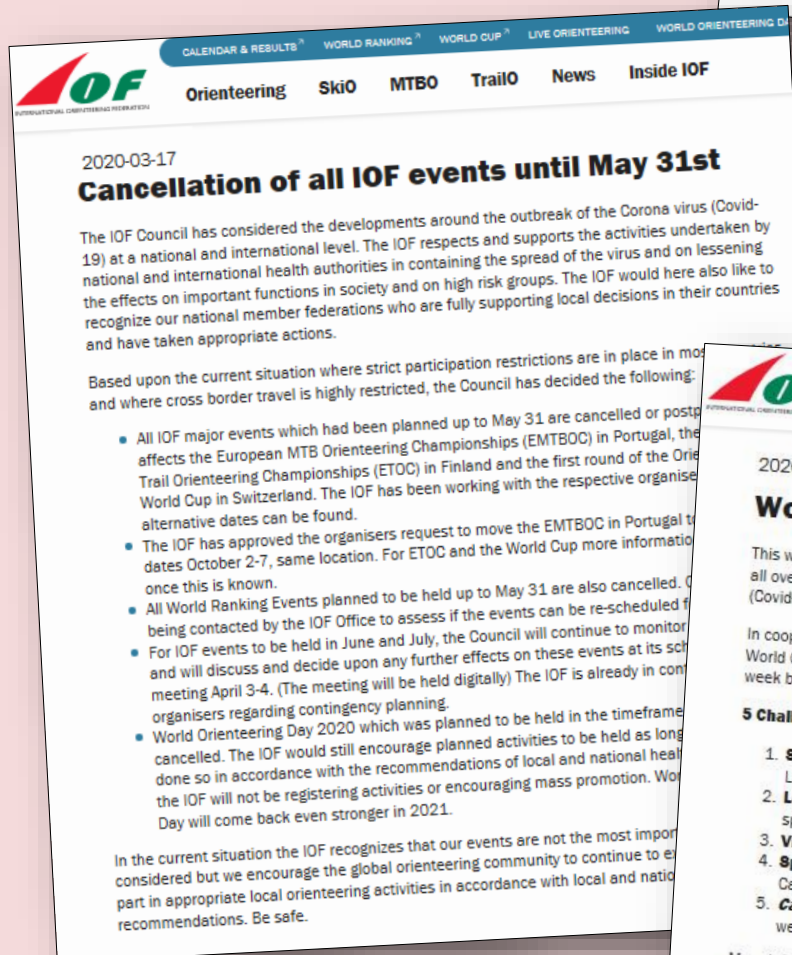 CALENDAR & RESULTS WORLD RANKING WORLD CUP LIVE ORIENTEERING WORLD ORIENTEERING
IOF
INTERNATIONAL ORIENTEERING FEDERATION
Orienteering SkiO MTBO TrailO News Inside IOF
2020-03-17
Cancellation of all IOF events until May 31st
The IOF Council has considered the developments around the outbreak of the Corona virus (Covid-
19) at a national and international level. The IOF respects and supports the activities undertaken by
national and international health authorities in containing the spread of the virus and on lessening
the effects on important functions in society and on high risk groups. The IOF would here also like to
recognize our national member federations who are fully supporting local decisions in their countries
and have taken appropriate actions.
Based upon the current situation where strict participation restrictions are in place in
and where cross border travel is highly restricted, the Council has decided the following:
All IOF major events which had been planned up to May 31 are cancelled or
affects the European MTB Orienteering Championships (EMTBOC) in Portugal, the
Trail Orienteering Championships (ETOC) in Finland and the first round of the
World Cup in Switzerland. The IOF has been working with the respective
alternative dates can be found.
The IOF has approved the organisers request to move the EMTBOC in Portugal
dates October 2-7, same location. For ETOC and the World Cup more
once this is known.
All World Ranking Events planned to be held up to May 31 are also cancelled.
being contacted by the IOF Office to assess if the events can be re-scheduled
For IOF events to be held in June and July, the Council will continue to monitor
and will discuss and decide upon any further effects on these events at its
meeting April 3-4. (The meeting will be held digitally) The IOF is already in
organisers regarding contingency planning.
World Orienteering Day 2020 which was planned to be held in the timeframe
cancelled. The IOF would still encourage planned activities to be held as long
done so in accordance with the recommendations of local and national
the IOF will not be registering activities or encouraging mass promotion.
Day will come back even stronger in 2021.
In the current situation the IOF recognizes that our events are not the most
considered but we encourage the global orienteering community to continue to
part in appropriate local orienteering activities in accordance with local and
recommendations. Be safe.
This
all
(Covid
In
World
week
5
1.
2.
3.
4.
5.